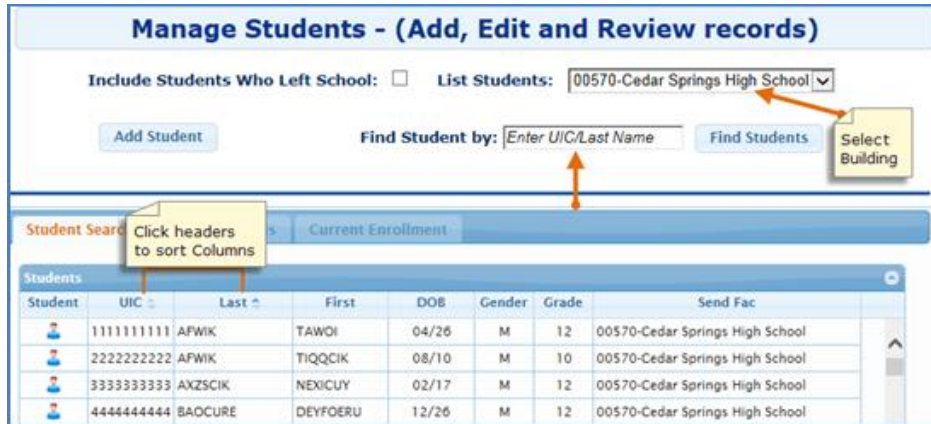 Manage Students - (Add, Edit and Review records)
Include Students Who Left School: List Students: 00570-Cedar Springs High School
Add Student Find Student by: Enter UIC/Last Name Find Students
Select
Building
Student Sear Current Enrollment
Click headers
to sort Columns
Students
Student UIC Last First DOB Gender Grade Send Fac
1111111111 AFWIK TAWOI 04/26 M 12 00570-Cedar Springs High School
2222222222 AFWIK TIQQCIK 08/10 M 10 00570-Cedar Springs High School
3333333333 AXZSCIK NEXICUY 02/17 M 12 00570-Cedar Springs High School
4444444444 BAOCURE DEYFOERU 12/26 M 12 00570-Cedar Springs High School